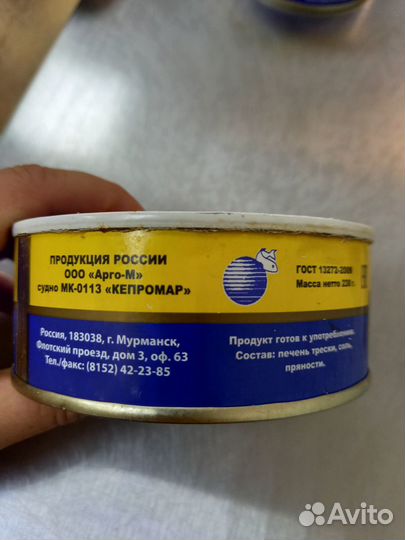 ПРОДУКЦИЯ РОССИИ
ООО «Арго-М»
судно МК-0113 «КЕПРОМАР»
ГОСТ 13272-2009
Масса нетто 230 г.
Россия, 183038, г. Мурманск,
Флотский проезд, дом 3, оф. 63
Тел./факс: (8152) 42-23-85
Продукт готов к употреблению.
Состав: печень трески, соль,
пряности.
Avito